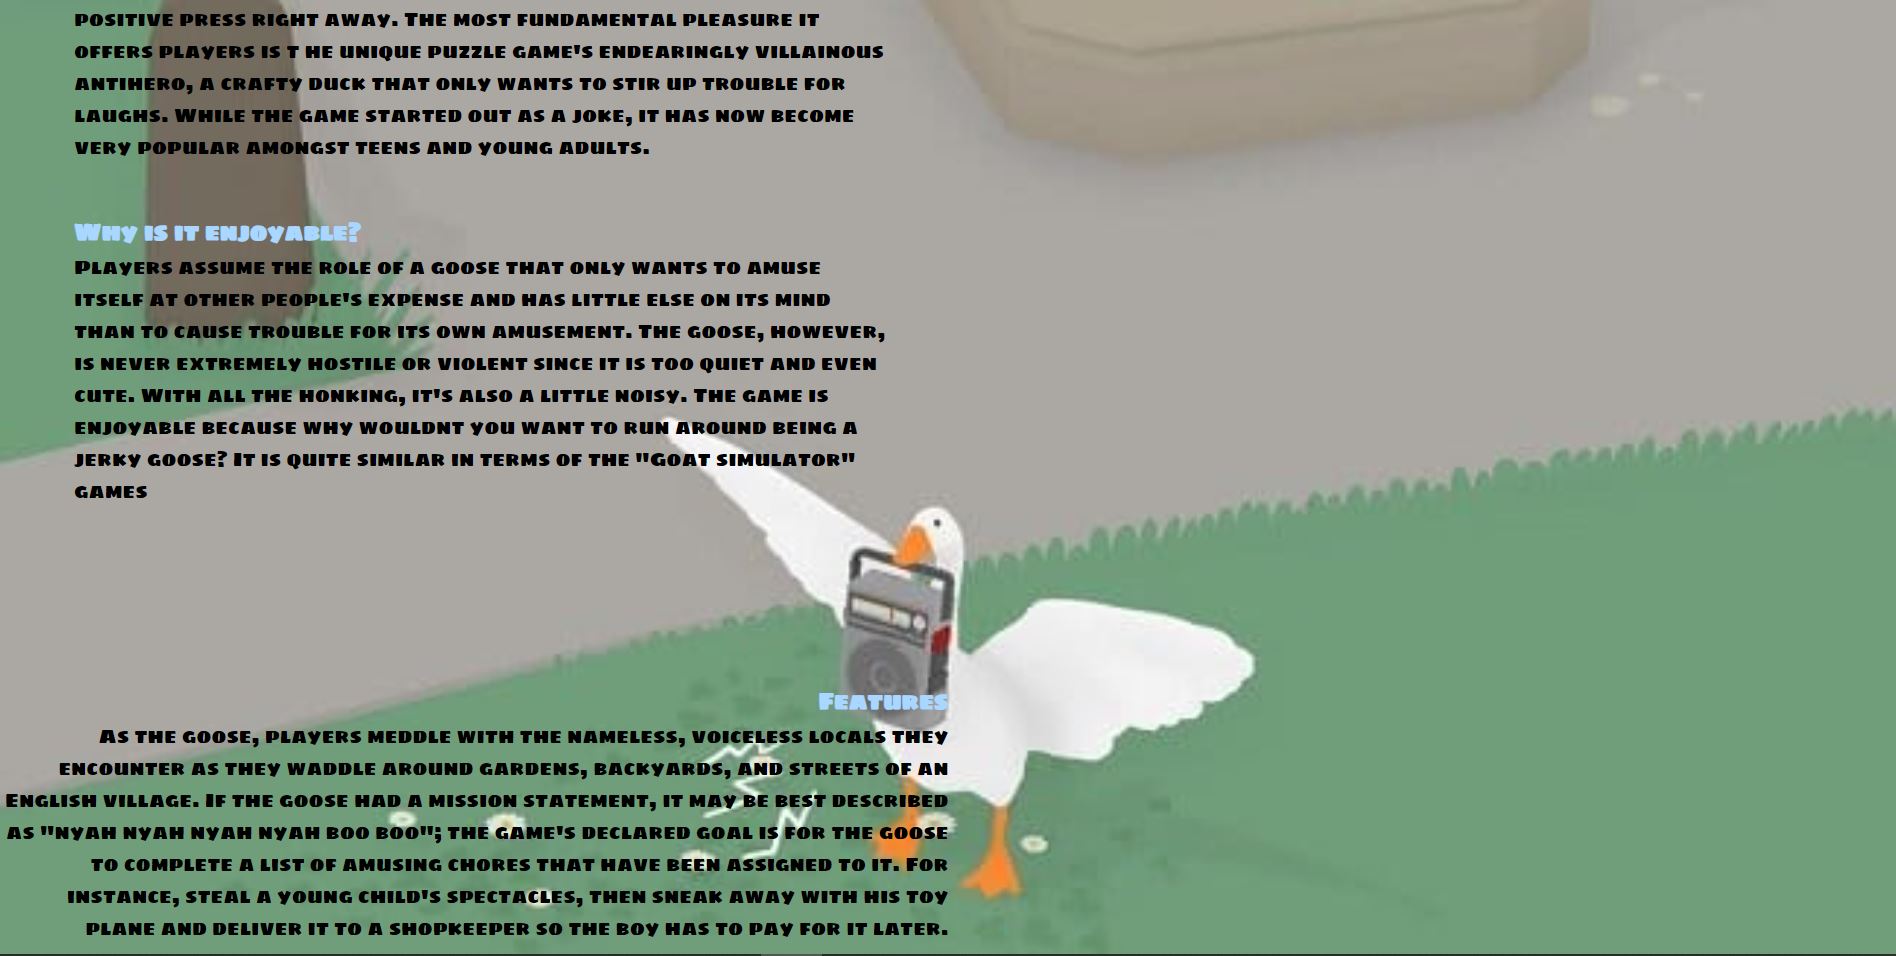 positive press right away. The most fundamental pleasure it
offers players is t he unique puzzle game's endearingly villainous
antihero, a crafty duck that only wants to stir up trouble for
laughs. While the game started out as a joke, it has now become
very popular amongst teens and young adults.
Why is it enjoyable?
Players assume the role of a goose that only wants to amuse
itself at other people's expense and has little else on its mind
than to cause trouble for its own amusement. The goose, however,
is never extremely hostile or violent since it is too quiet and even
cute. With all the honking, it's also a little noisy. The game is
enjoyable because why wouldnt you want to run around being a
jerky goose? It is quite similar in terms of the "Goat simulator"
games
Features
As the goose, players meddle with the nameless, voiceless locals they
encounter as they waddle around gardens, backyards, and streets of an
English village. If the goose had a mission statement, it may be best described
as "nyah nyah nyah nyah boo boo"; the game's declared goal is for the goose
to complete a list of amusing chores that have been assigned to it. For
instance, steal a young child's spectacles, then sneak away with his toy
plane and deliver it to a shopkeeper so the boy has to pay for it later.